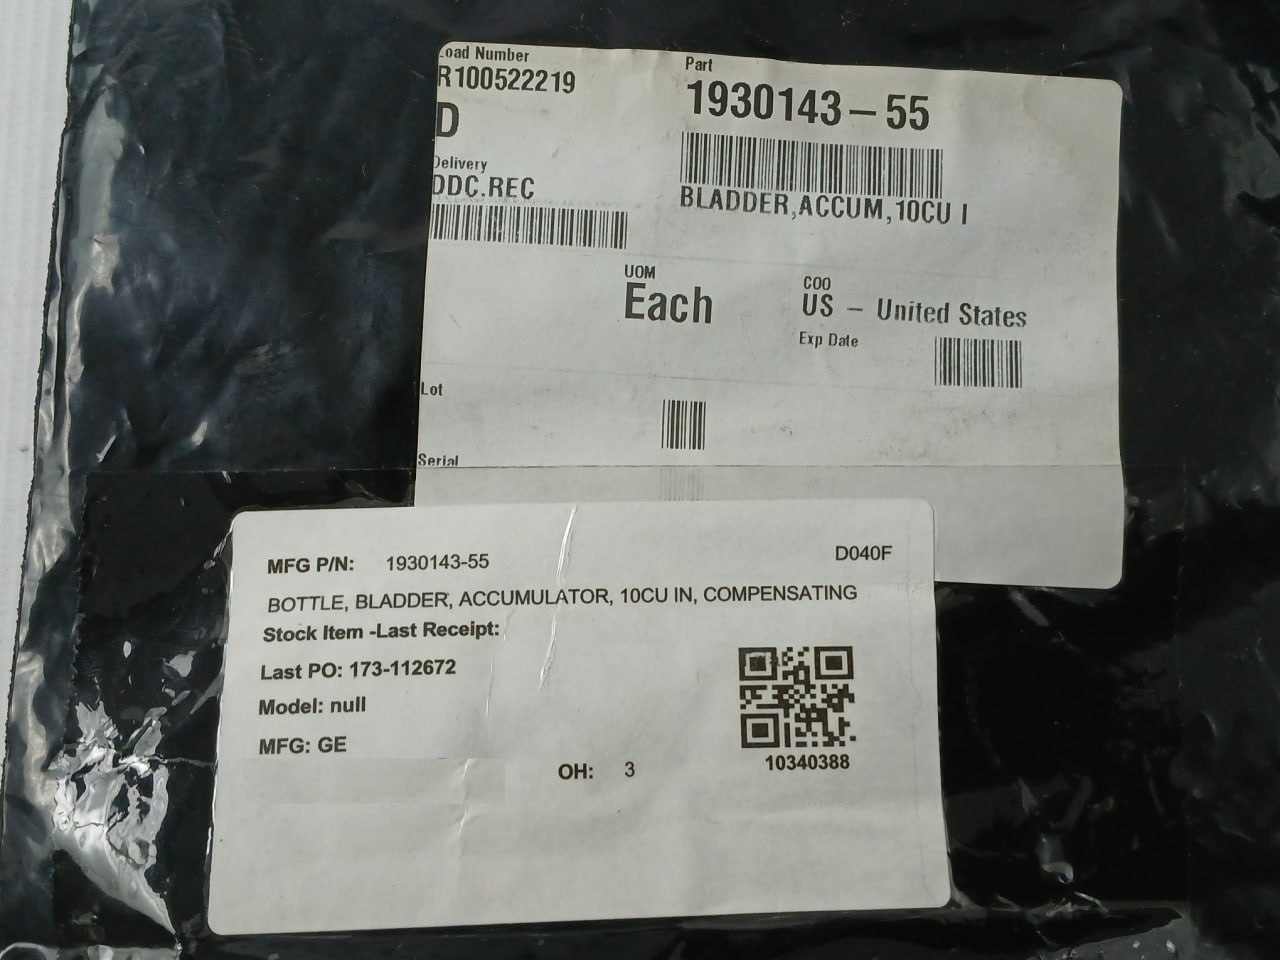 Load Number
R100522219
D
Delivery
DDC.REC
Part
1930143-55
BLADDER,ACCUM,10CU I
UOM
Each
COO
US - United States
Exp Date
Lot
Serial
MFG P/N: 1930143-55
D040F
BOTTLE, BLADDER, ACCUMULATOR, 10CU IN, COMPENSATING
Stock Item -Last Receipt:
Last PO: 173-112672
Model: null
MFG: GE
OH: 3
10340388